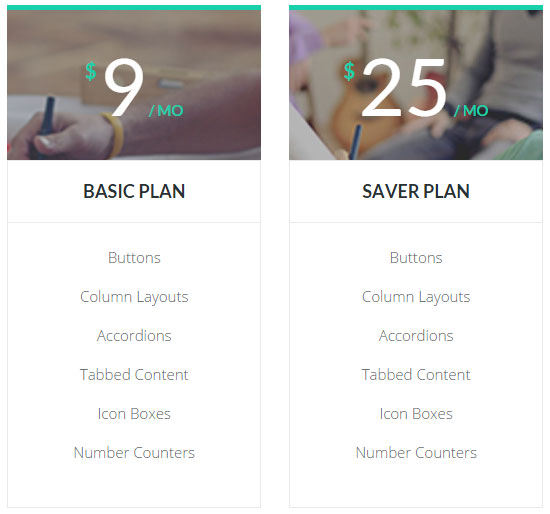 $9 / MO
BASIC PLAN
Buttons
Column Layouts
Accordions
Tabbed Content
Icon Boxes
Number Counters
$25 / MO
SAVER PLAN
Buttons
Column Layouts
Accordions
Tabbed Content
Icon Boxes
Number Counters